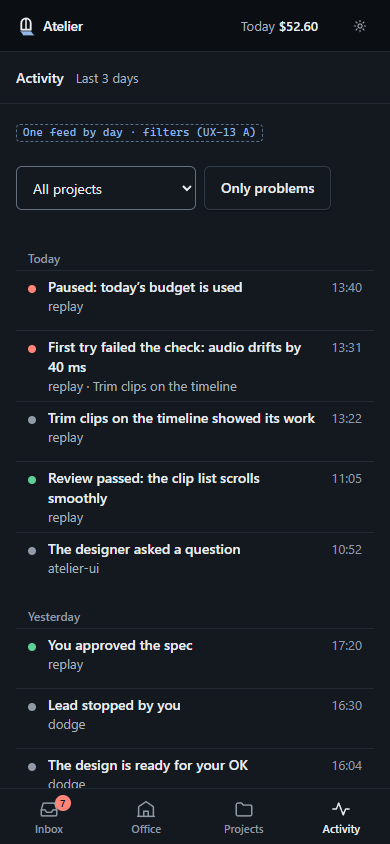 Atelier
Today $52.60
Activity Last 3 days
One feed by day · filters (UX-13 A)
All projects
Only problems
Today
Paused: today's budget is used 13:40
replay
First try failed the check: audio drifts by 13:31
40 ms
replay · Trim clips on the timeline
Trim clips on the timeline showed its work 13:22
replay
Review passed: the clip list scrolls 11:05
smoothly
replay
The designer asked a question 10:52
atelier-ui
Yesterday
You approved the spec 17:20
replay
Lead stopped by you 16:30
dodge
The design is ready for your OK 16:04
dodge
7
Inbox Office Projects Activity